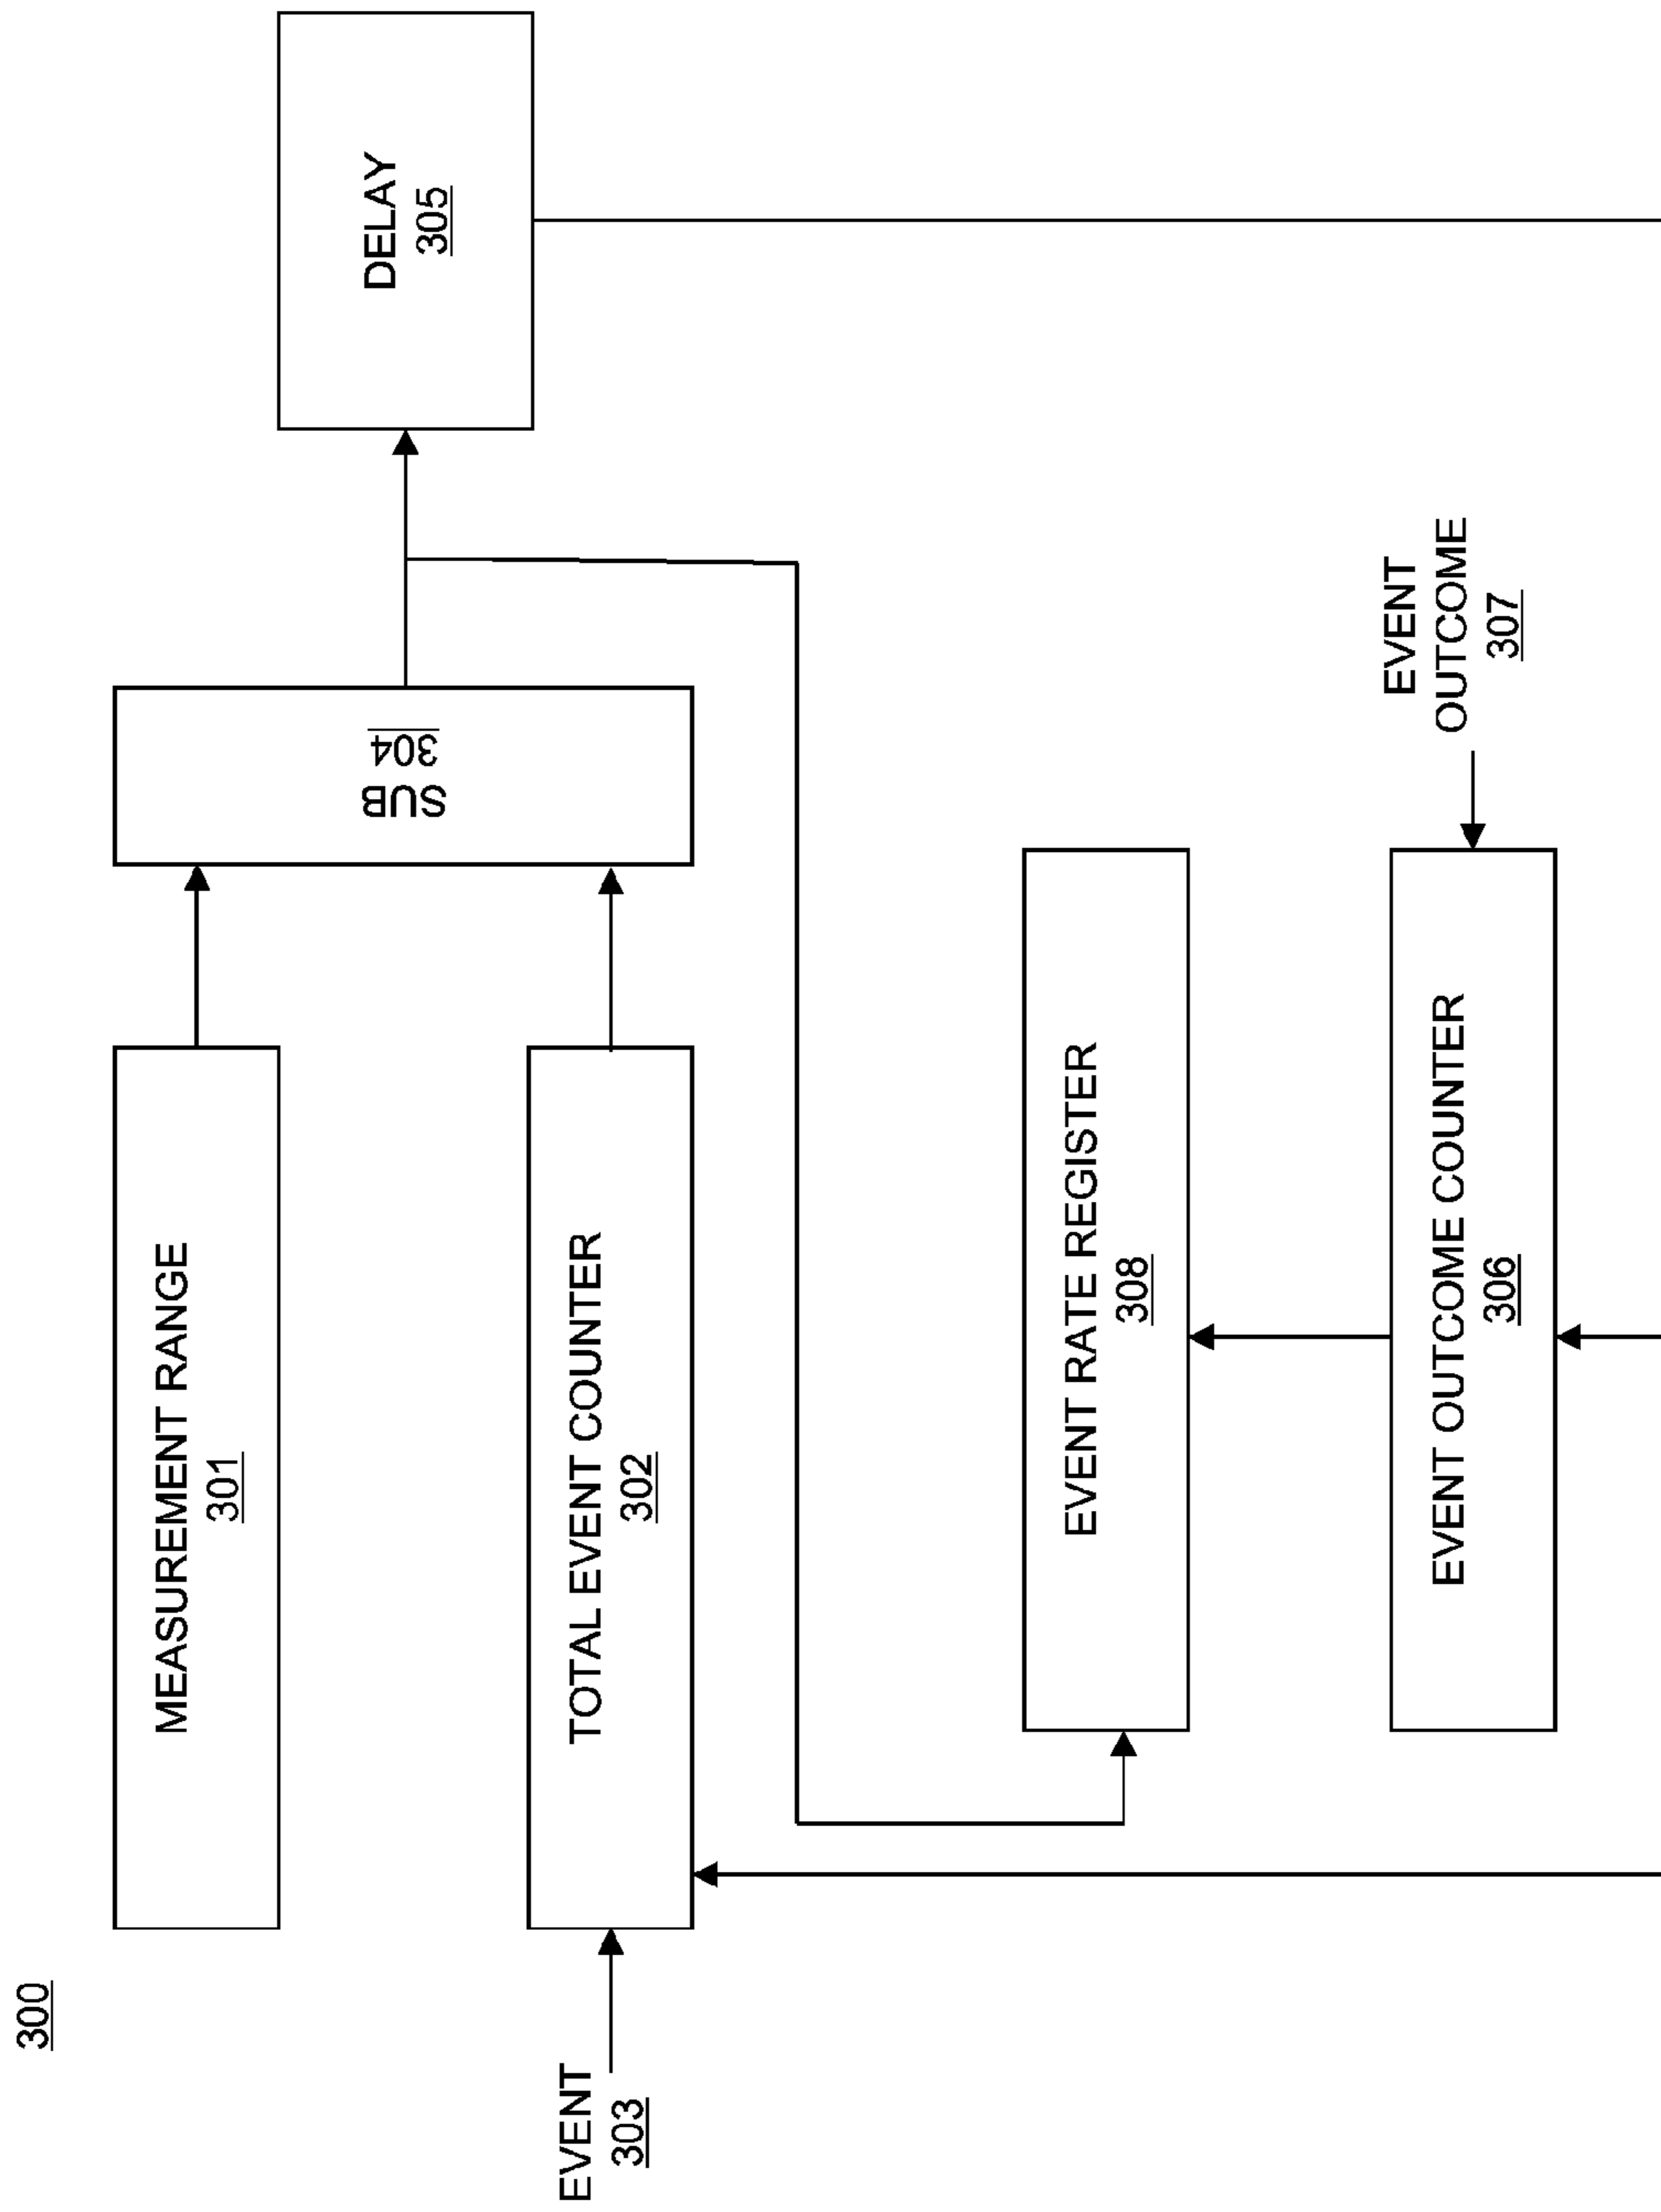 300
MEASUREMENT RANGE
301
TOTAL EVENT COUNTER
302
EVENT
303
SUB
304
DELAY
305
EVENT RATE REGISTER
308
EVENT OUTCOME COUNTER
306
EVENT
OUTCOME
307